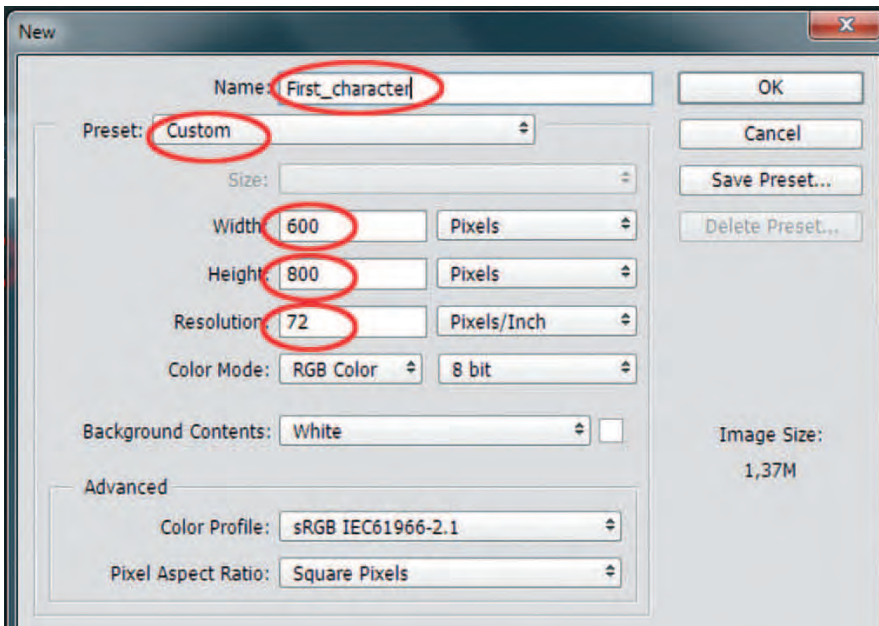 New
Name: First_character
OK
Preset: Custom
Cancel
Size:
Save Preset...
Width: 600 Pixels
Delete Preset...
Height: 800 Pixels
Resolution: 72 Pixels/Inch
Color Mode: RGB Color 8 bit
Background Contents: White
Image Size:
1,37M
Advanced
Color Profile: sRGB IEC61966-2.1
Pixel Aspect Ratio: Square Pixels